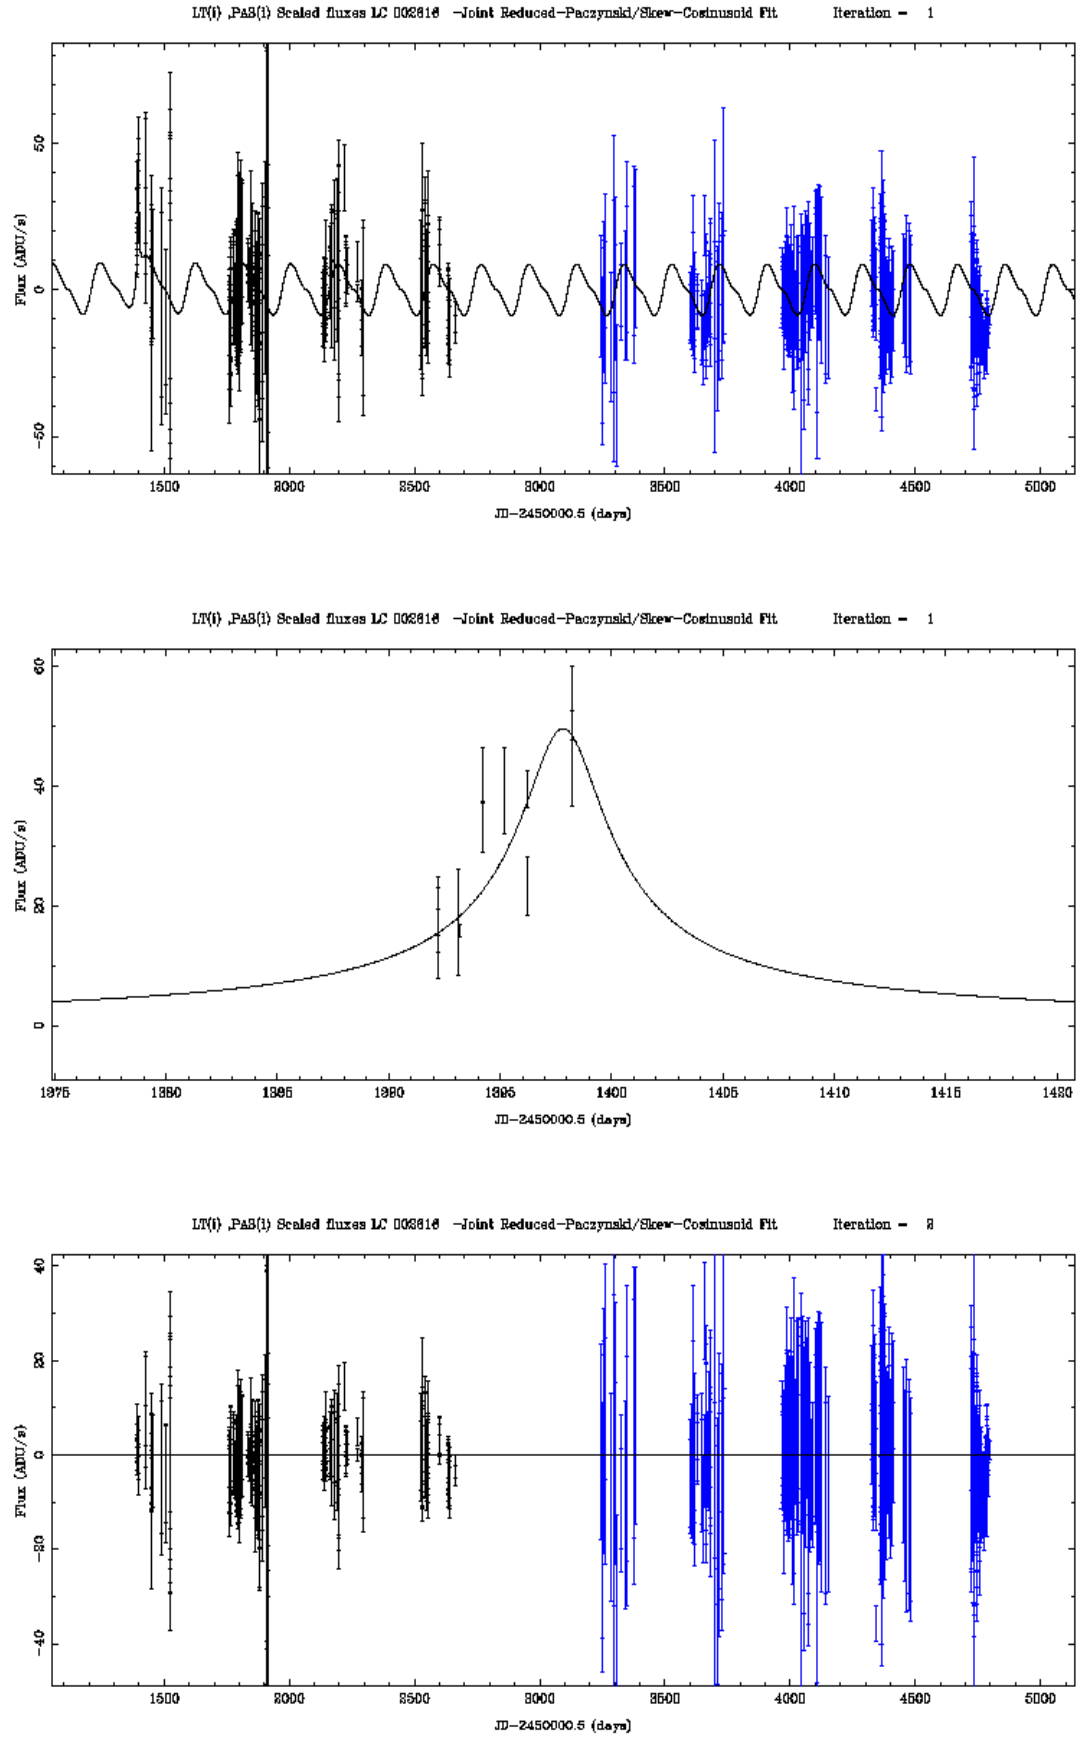 LT(i) ,PA3(i) Scaled fluxes LC 002616 -Joint Reduced-Paczynski/Skew-Cosinusoid Fit Iteration = 1
50
0
-50
Flux (ADU/s)
1500 2000 2500 3000 3500 4000 4500 5000
JD-2450000.5 (days)
LT(i) ,PA3(i) Scaled fluxes LC 002616 -Joint Reduced-Paczynski/Skew-Cosinusoid Fit Iteration = 1
60
40
20
0
Flux (ADU/s)
1375 1380 1385 1390 1395 1400 1405 1410 1415 1420
JD-2450000.5 (days)
LT(i) ,PA3(i) Scaled fluxes LC 002616 -Joint Reduced-Paczynski/Skew-Cosinusoid Fit Iteration = 2
40
20
0
-20
-40
Flux (ADU/s)
1500 2000 2500 3000 3500 4000 4500 5000
JD-2450000.5 (days)